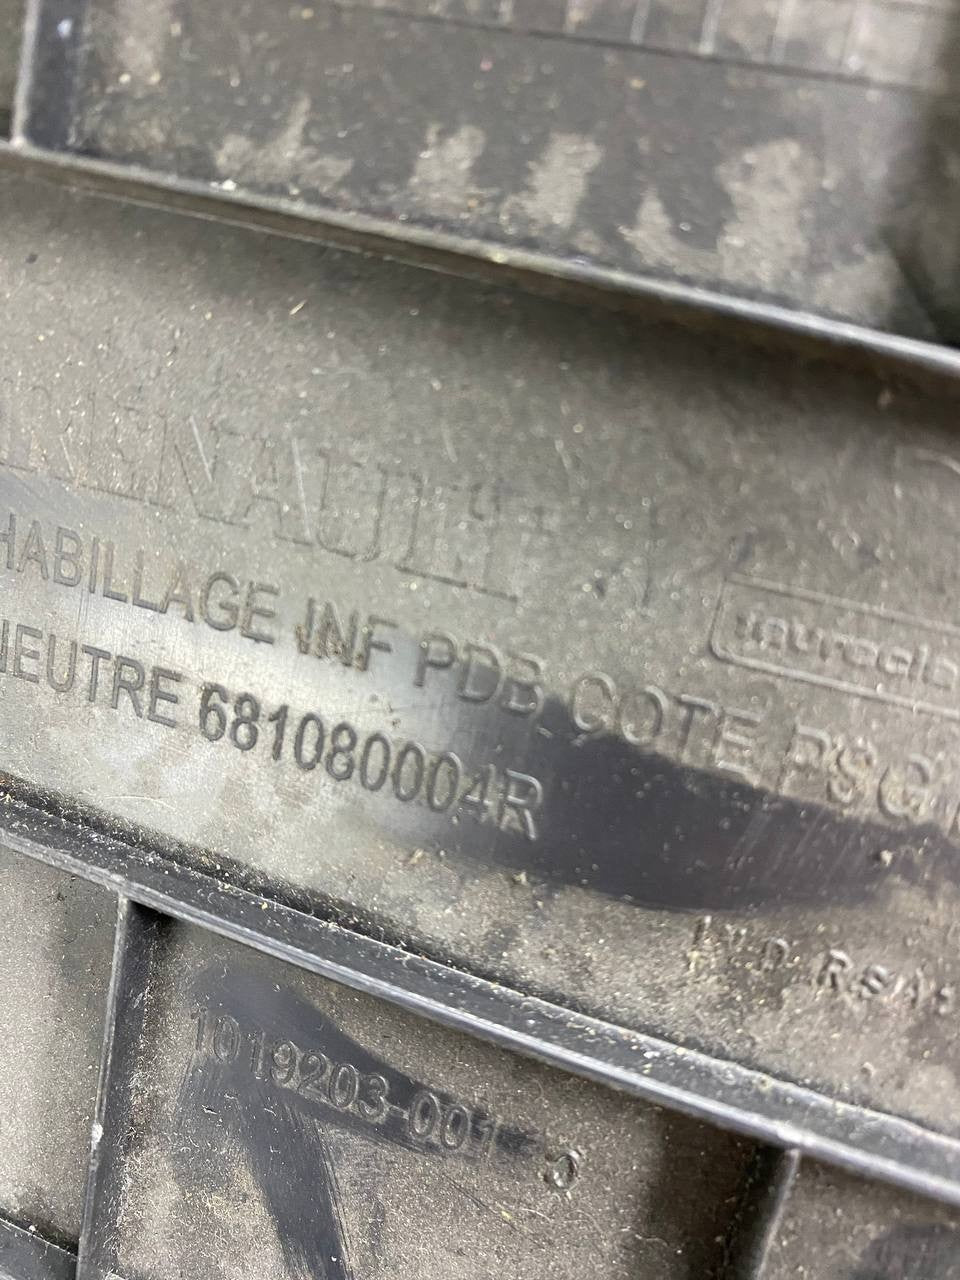 RENAULT
HABILLAGE INF PDB COTE PSG
NEUTRE 681080004R
1019203-001